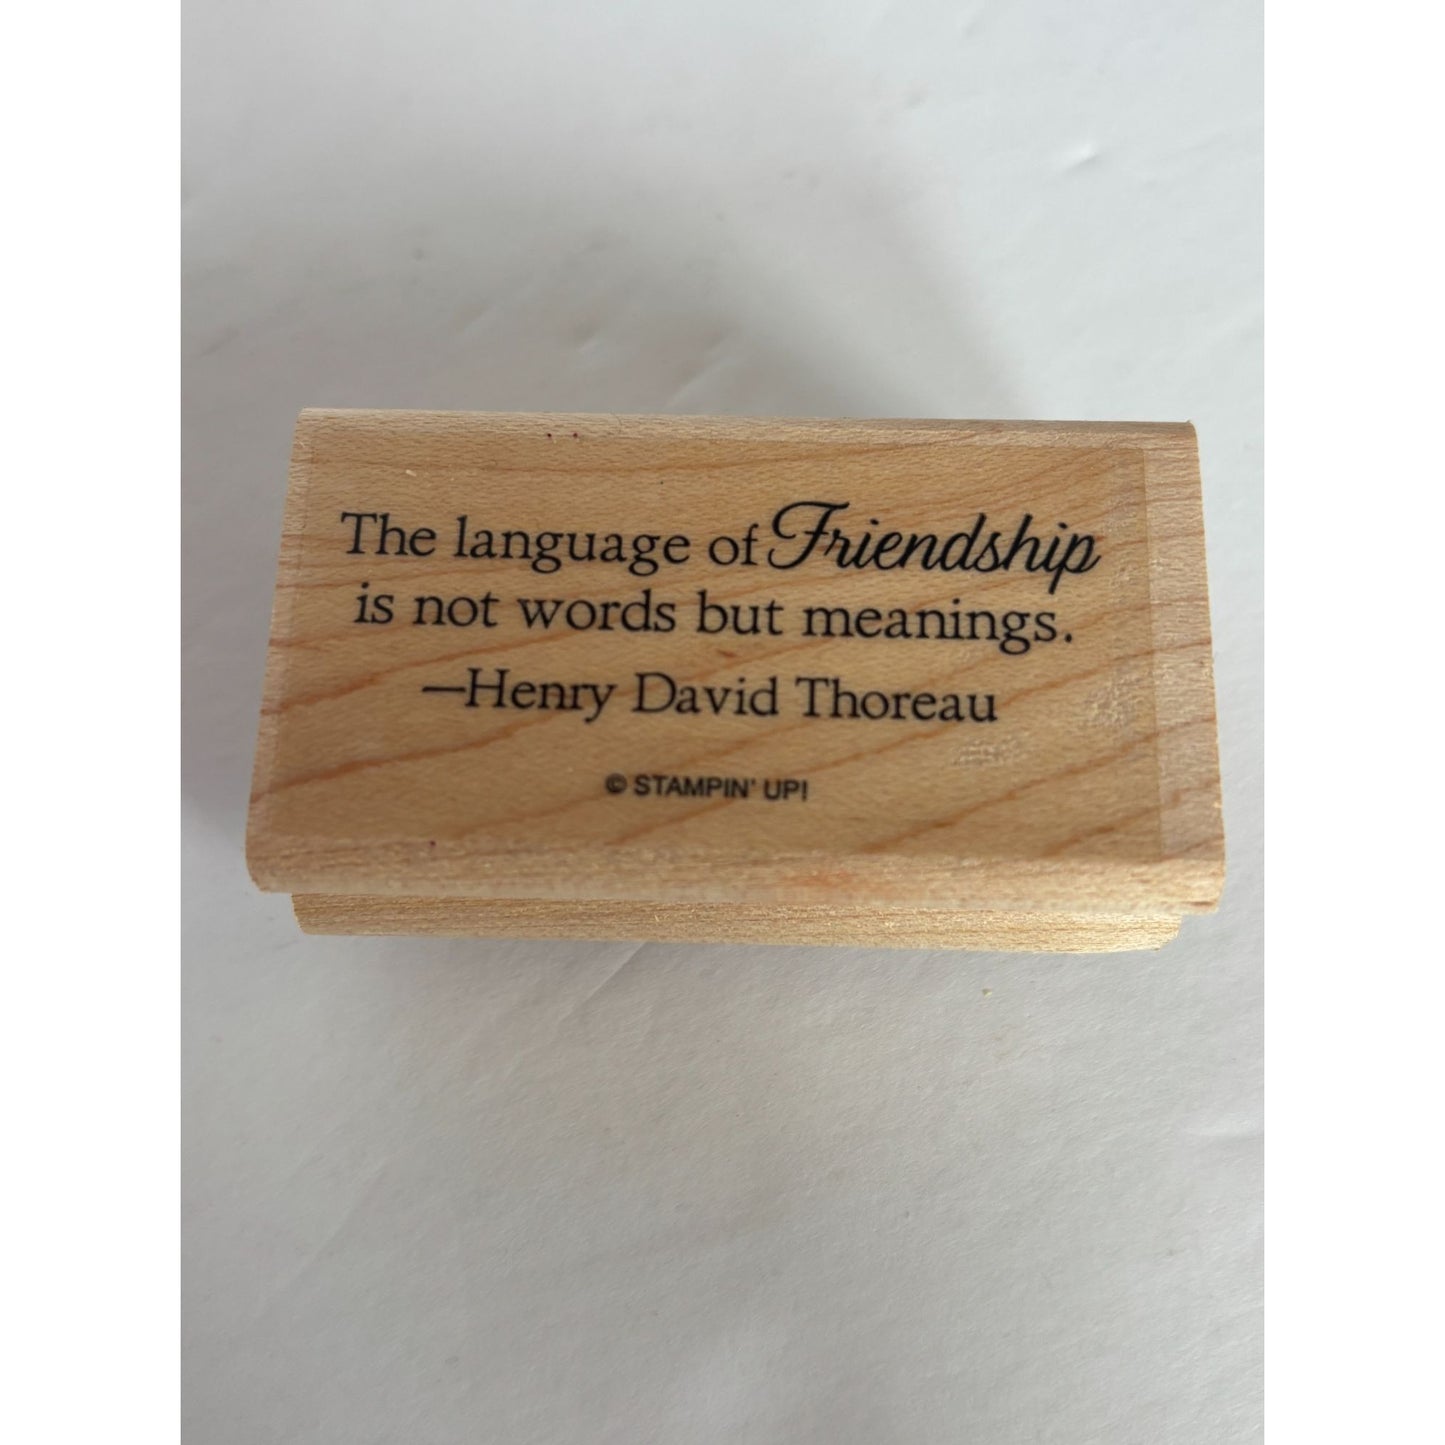 The language of Friendship
is not words but meanings.
—Henry David Thoreau
© STAMPIN' UP!